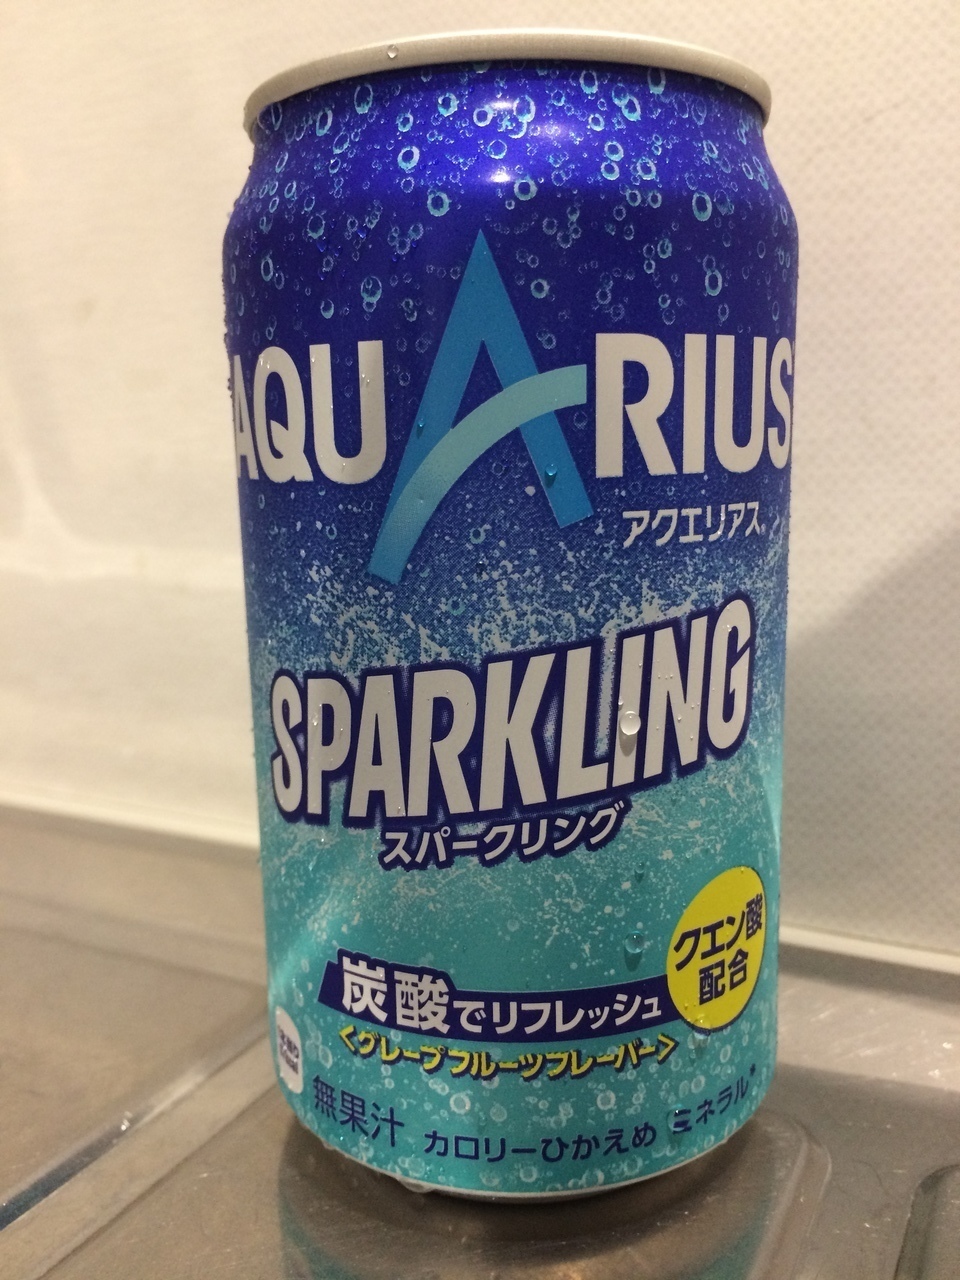 AQUARIUS
アクエリアス
SPARKLING
スパークリング
クエン酸
配合
炭酸でリフレッシュ
<グレープフルーツフレーバー>
無果汁 カロリーひかえめ ミネラル*